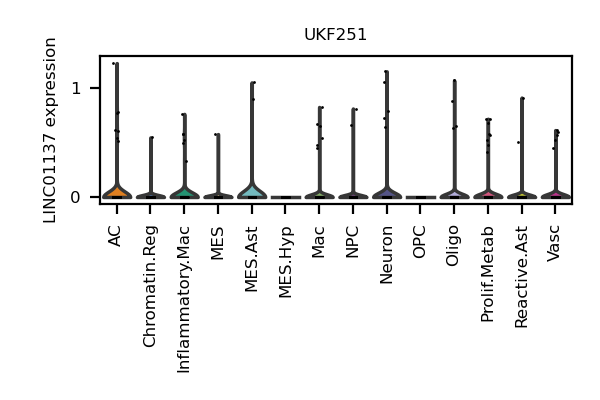 UKF251
LINC01137 expression
1
0
AC
Chromatin.Reg
Inflammatory.Mac
MES
MES.Ast
MES.Hyp
Mac
NPC
Neuron
OPC
Oligo
Prolif.Metab
Reactive.Ast
Vasc